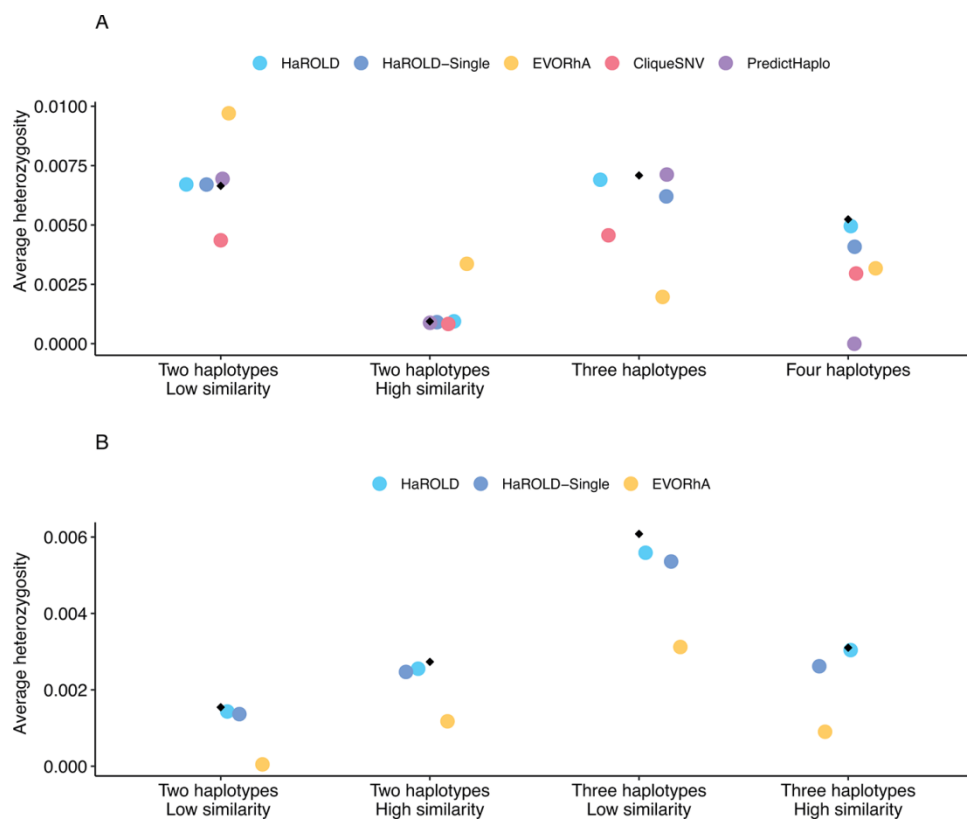 A
HaROLD HaROLD-Single EVORhA CliqueSNV PredictHaplo
Average heterozygosity
0.0100
0.0075
0.0050
0.0025
0.0000
Two haplotypes Two haplotypes Three haplotypes Four haplotypes
Low similarity High similarity
B
HaROLD HaROLD-Single EVORhA
Average heterozygosity
0.006
0.004
0.002
0.000
Two haplotypes Two haplotypes Three haplotypes Three haplotypes
Low similarity High similarity Low similarity High similarity